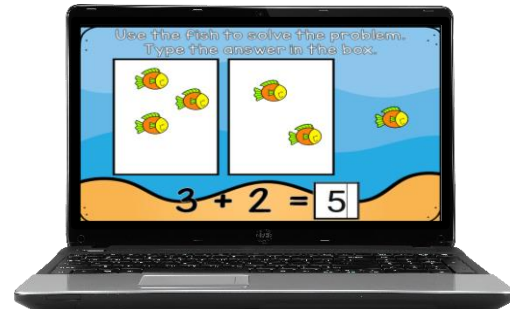 Use the fish to solve the problem.
Type the answer in the box.
3 + 2 = 5